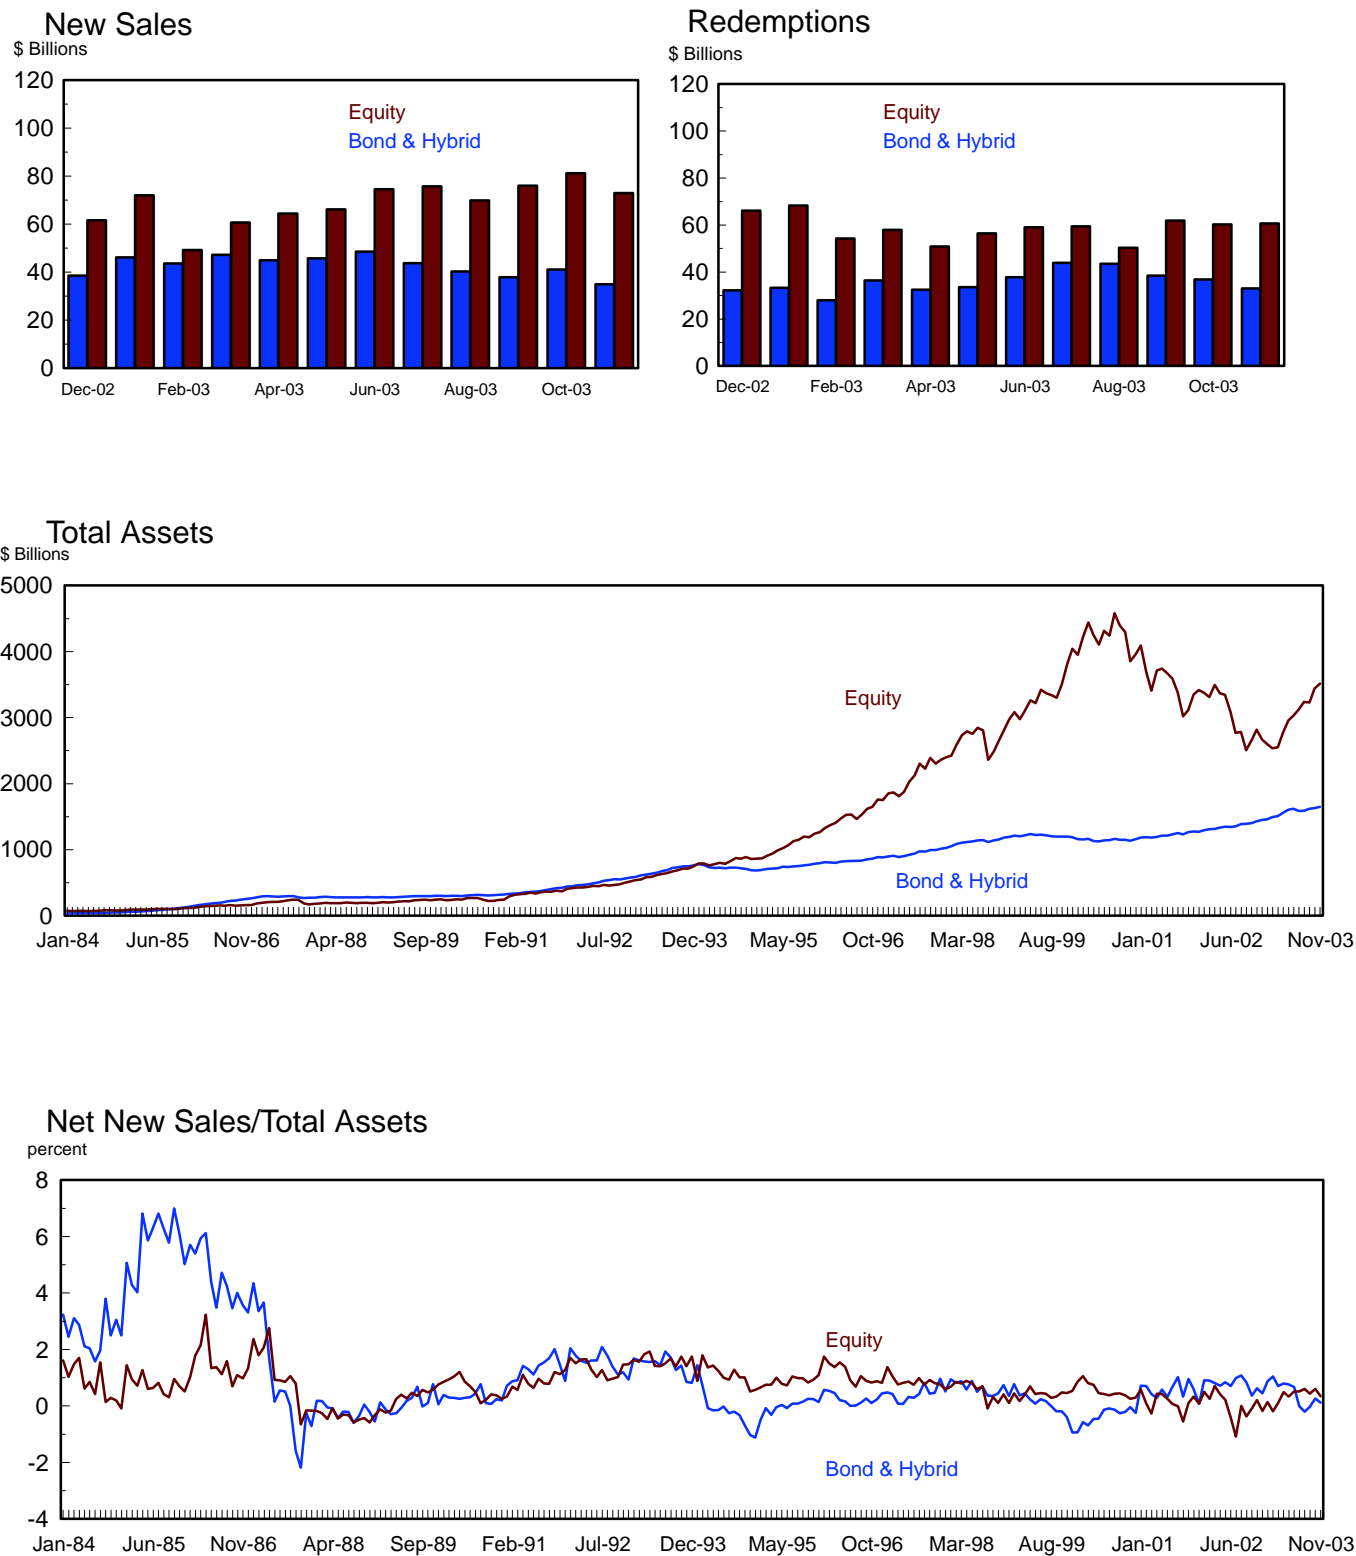 New Sales
$ Billions
120
100
80
60
40
20
0
Equity
Bond & Hybrid
Dec-02 Feb-03 Apr-03 Jun-03 Aug-03 Oct-03
Redemptions
$ Billions
120
100
80
60
40
20
0
Equity
Bond & Hybrid
Dec-02 Feb-03 Apr-03 Jun-03 Aug-03 Oct-03
Total Assets
$ Billions
5000
4000
3000
2000
1000
0
Equity
Bond & Hybrid
Jan-84 Jun-85 Nov-86 Apr-88 Sep-89 Feb-91 Jul-92 Dec-93 May-95 Oct-96 Mar-98 Aug-99 Jan-01 Jun-02 Nov-03
Net New Sales/Total Assets
percent
8
6
4
2
0
-2
-4
Equity
Bond & Hybrid
Jan-84 Jun-85 Nov-86 Apr-88 Sep-89 Feb-91 Jul-92 Dec-93 May-95 Oct-96 Mar-98 Aug-99 Jan-01 Jun-02 Nov-03